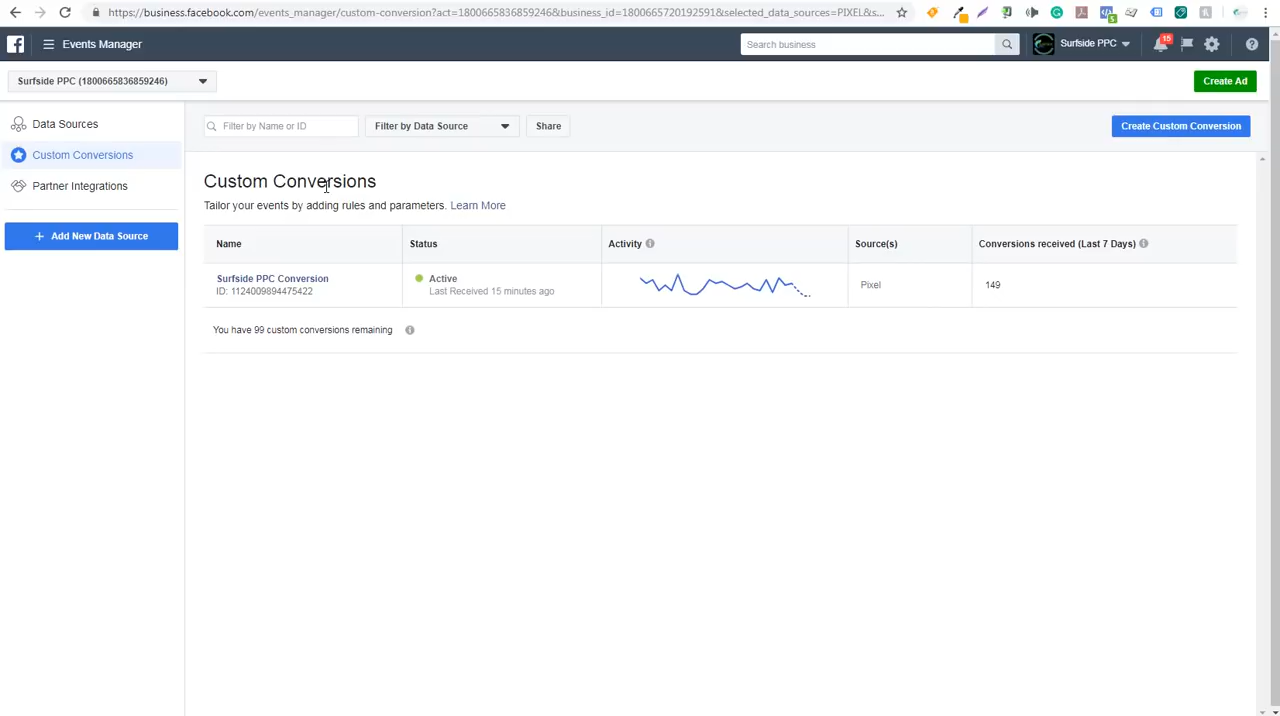 https://business.facebook.com/events_manager/custom-conversion?act=1800665836859246&business_id=1800665720192591&selected_data_sources=PIXEL&s...
Events Manager
Search business
Surfside PPC
15
Surfside PPC (1800665836859246)
Create Ad
Data Sources
Custom Conversions
Partner Integrations
+ Add New Data Source
Filter by Name or ID
Filter by Data Source
Share
Create Custom Conversion
Custom Conversions
Tailor your events by adding rules and parameters. Learn More
Name Status Activity Source(s) Conversions received (Last 7 Days)
Surfside PPC Conversion Active Pixel 149
ID: 1124009894475422 Last Received 15 minutes ago
You have 99 custom conversions remaining